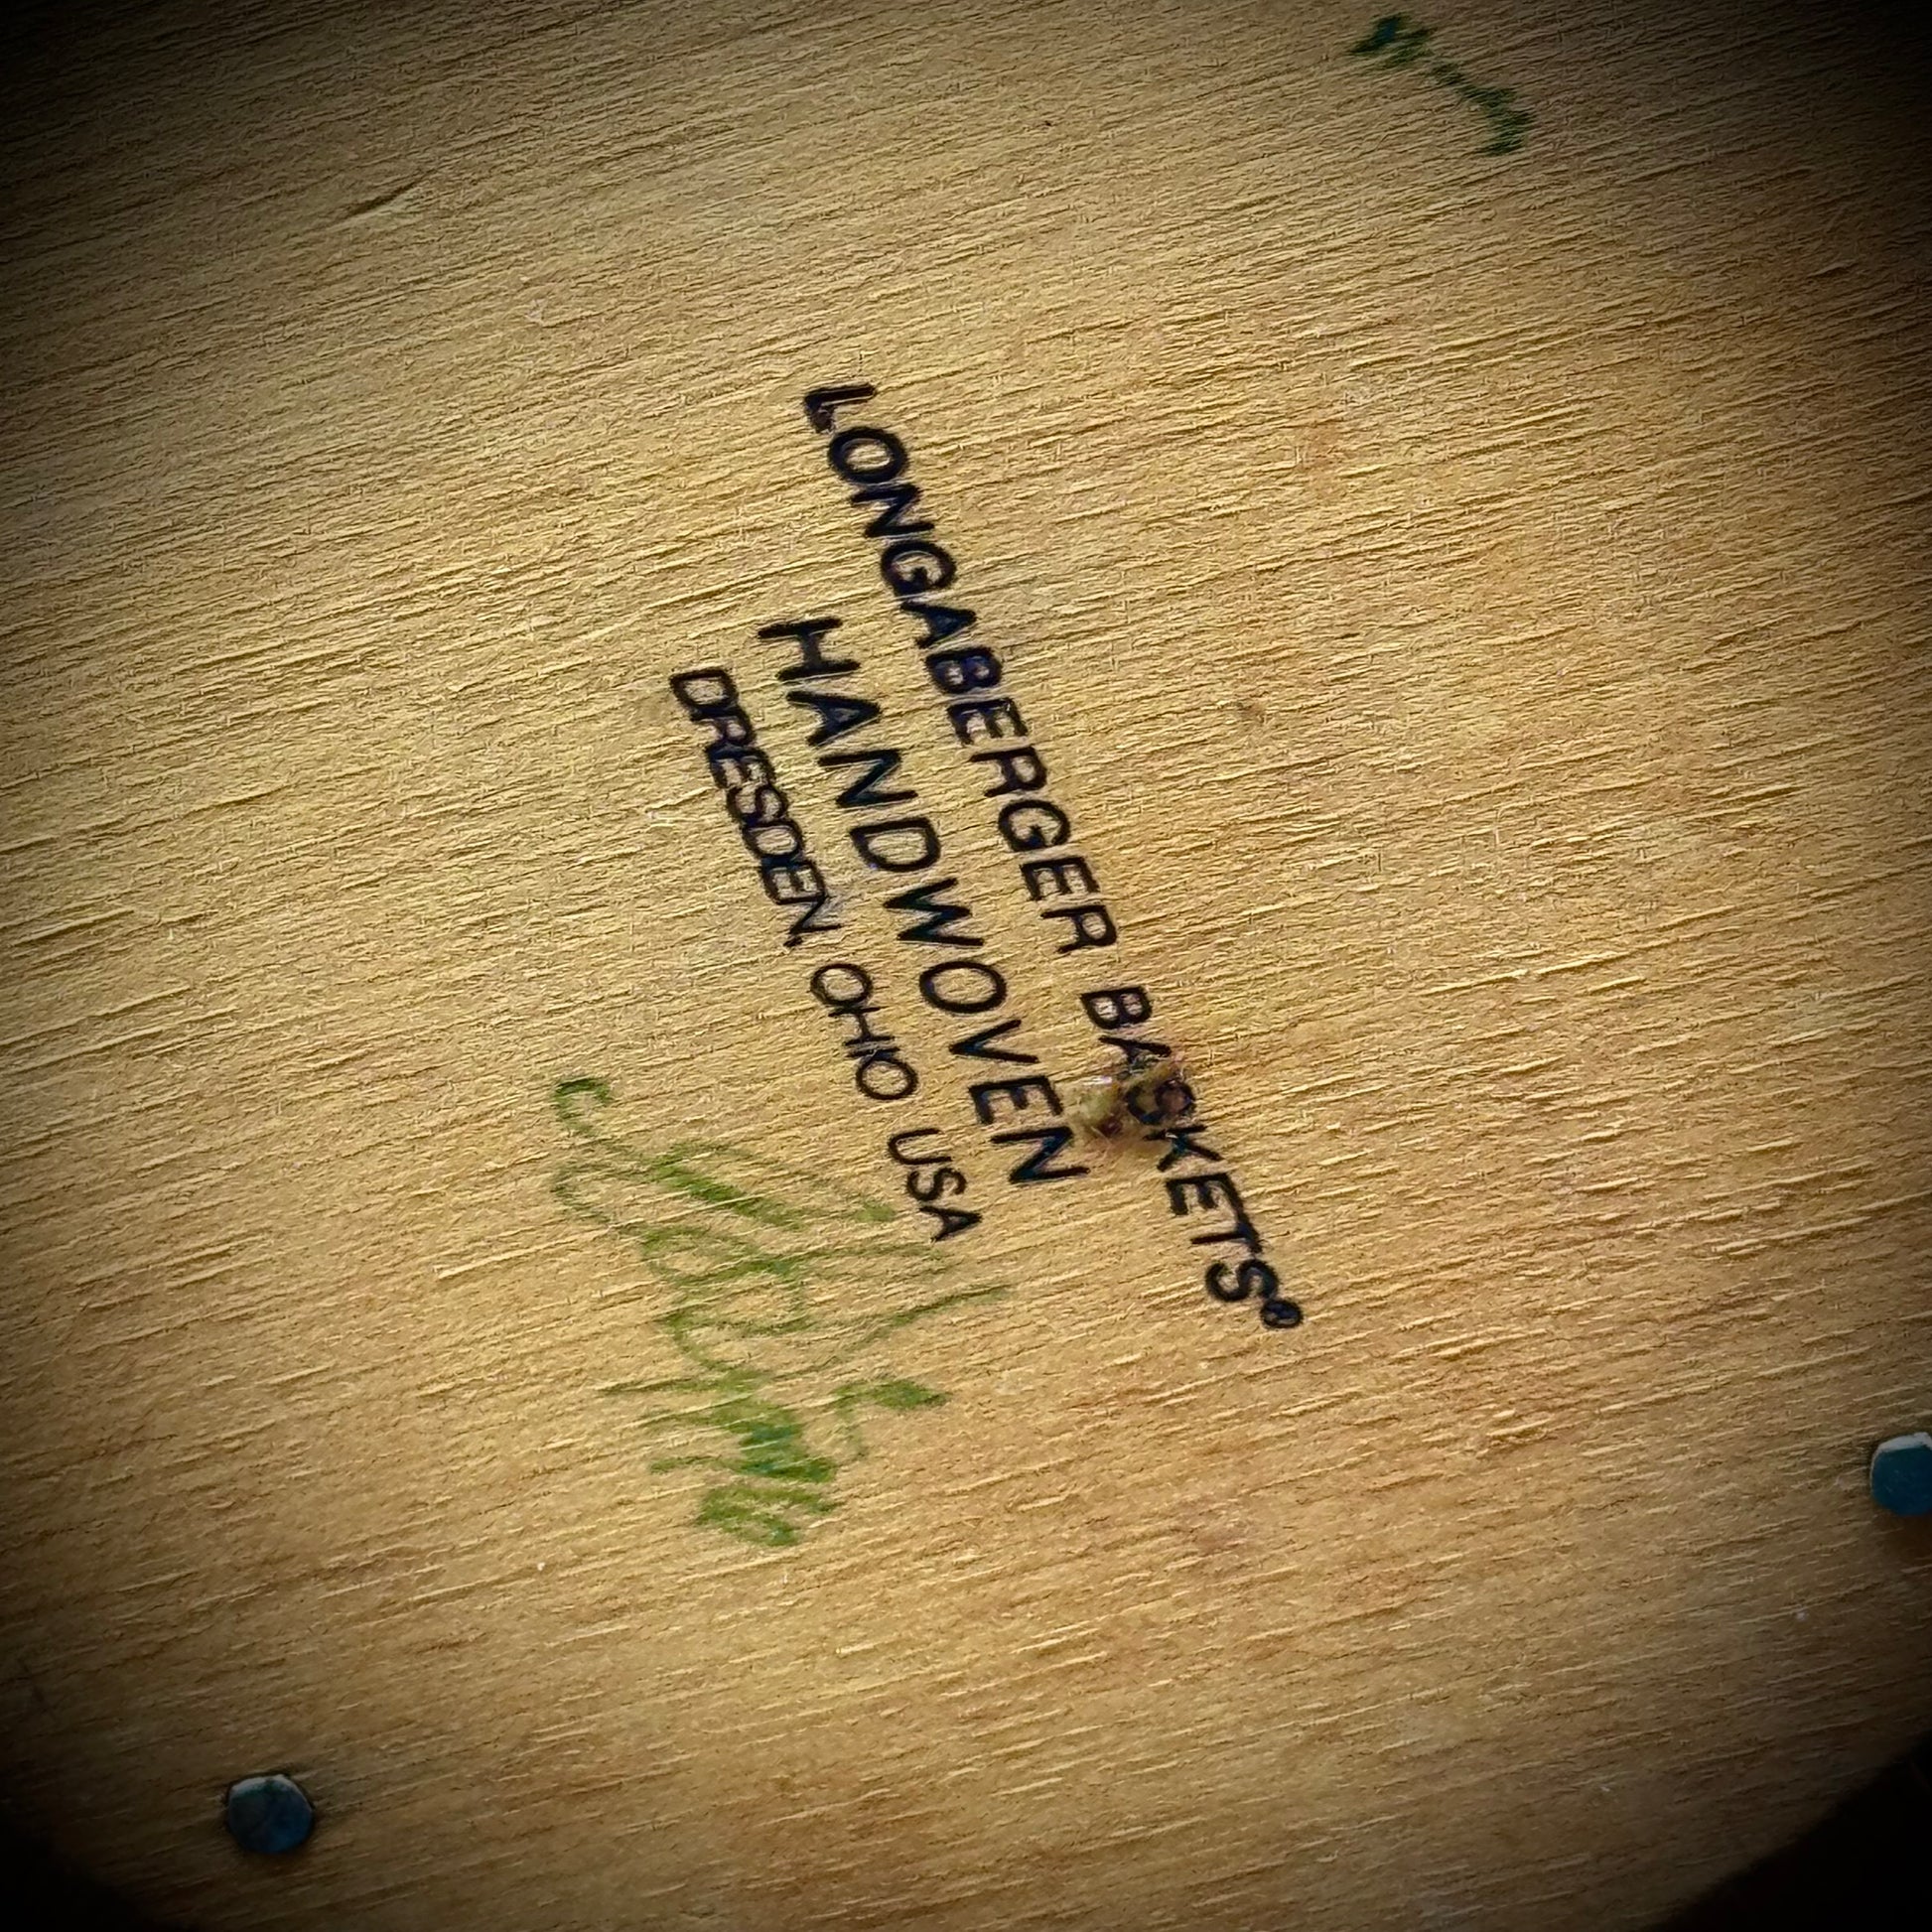 LONGABERGER BASKETS®
HANDWOVEN
DRESDEN, OHIO USA